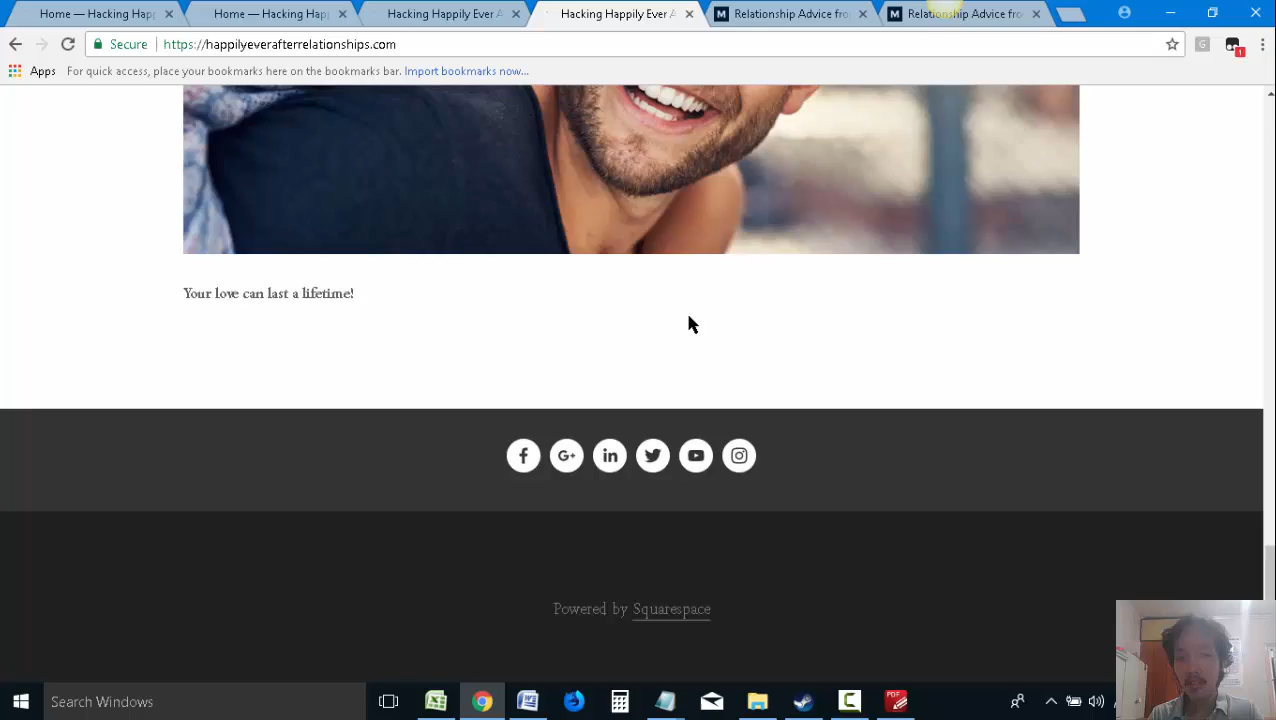 Home — Hacking Hap
Home — Hacking Hap
Hacking Happily Ever A
Hacking Happily Ever A
M Relationship Advice fro
M Relationship Advice fro
Secure https://happilyeverafterrelationships.com
Apps For quick access, place your bookmarks here on the bookmarks bar. Import bookmarks now...
Your love can last a lifetime!
Powered by Squarespace
Search Windows